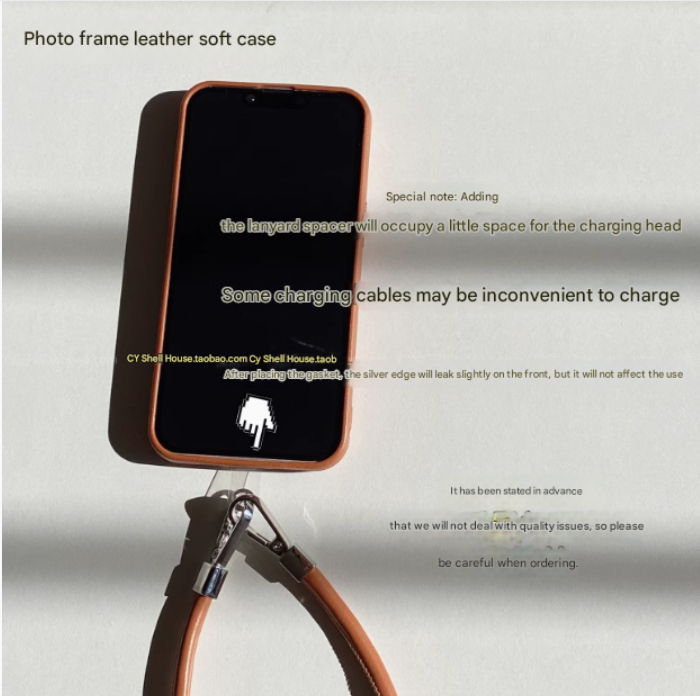 Photo frame leather soft case
Special note: Adding
the lanyard spacer will occupy a little space for the charging head
Some charging cables may be inconvenient to charge
CY Shell House.taobao.com Cy Shell House.taob
After placing the gasket, the silver edge will leak slightly on the front, but it will not affect the use
It has been stated in advance
that we will not deal with quality issues, so please
be careful when ordering.